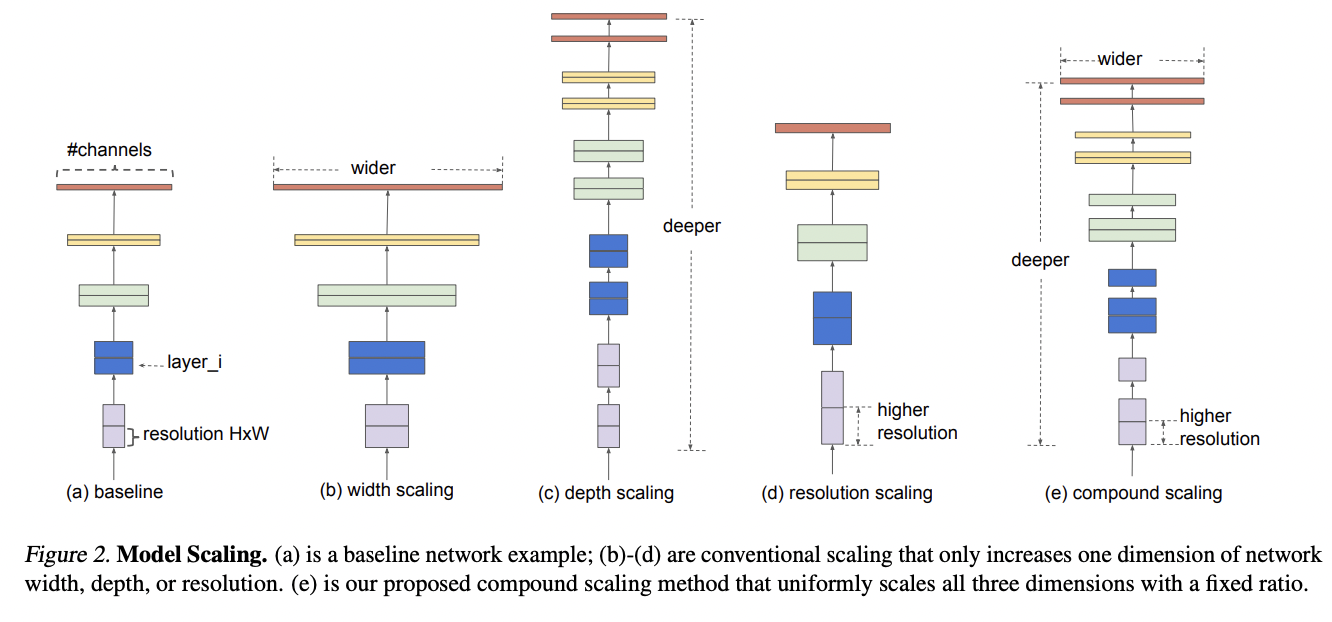 #channels
layer_i
resolution HxW
(a) baseline
wider
(b) width scaling
deeper
(c) depth scaling
higher
resolution
(d) resolution scaling
wider
deeper
higher
resolution
(e) compound scaling
Figure 2. Model Scaling. (a) is a baseline network example; (b)-(d) are conventional scaling that only increases one dimension of network
width, depth, or resolution. (e) is our proposed compound scaling method that uniformly scales all three dimensions with a fixed ratio.